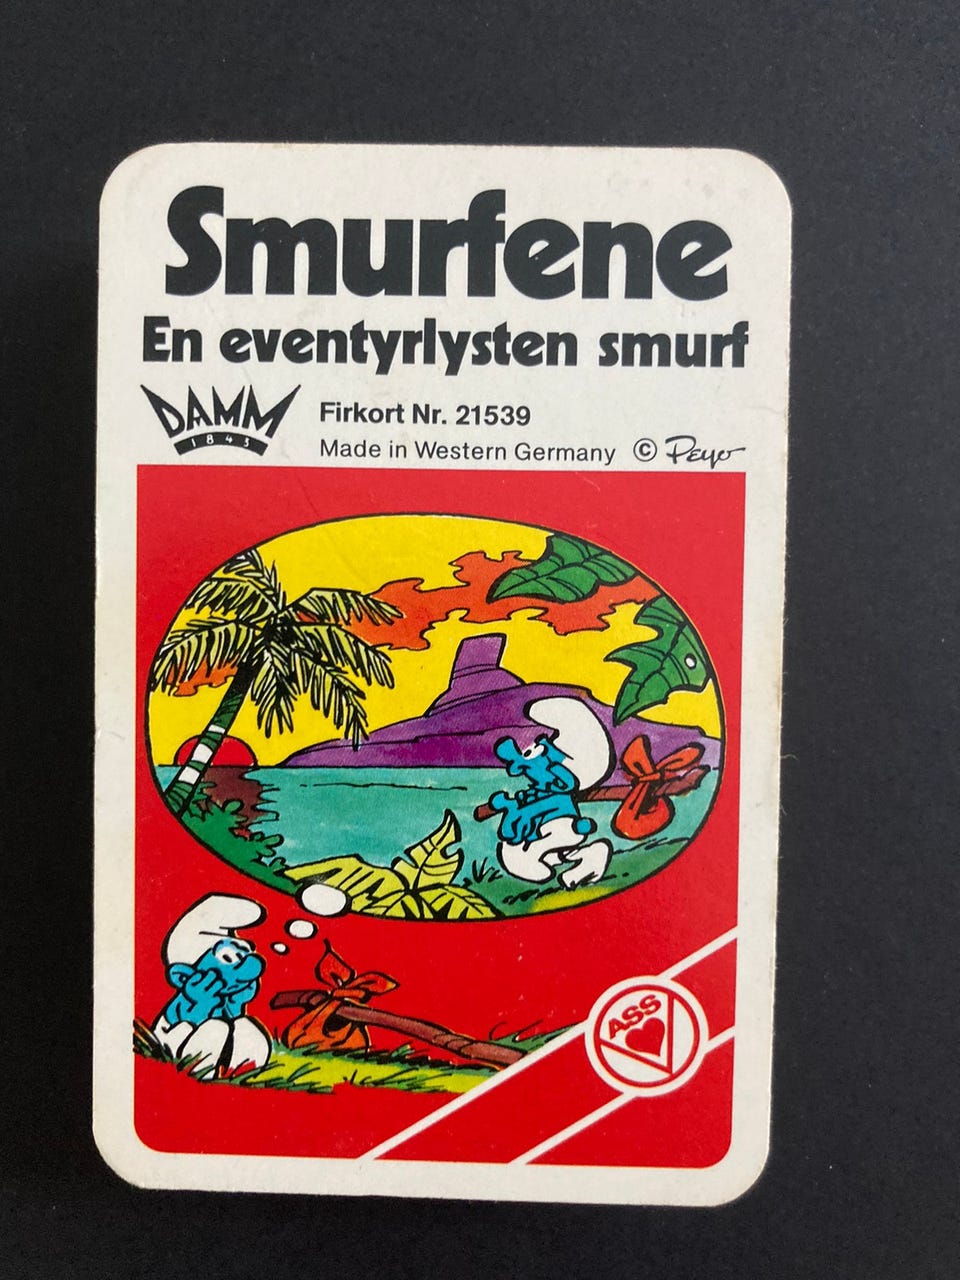 Smurfene
En eventyrlysten smurf
DAMM
1843
Firkort Nr. 21539
Made in Western Germany © Peyo
ASS